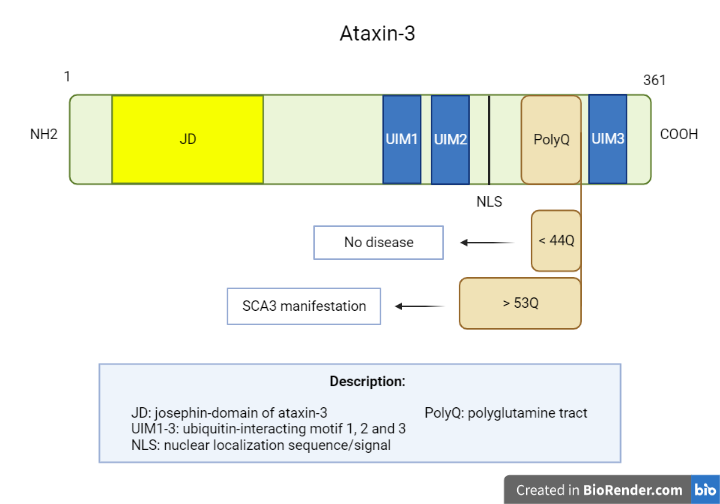 Ataxin-3
1
361
NH2
JD
UIM1
UIM2
PolyQ
UIM3
COOH
NLS
No disease
< 44Q
SCA3 manifestation
> 53Q
Description:
JD: josephin-domain of ataxin-3
PolyQ: polyglutamine tract
UIM1-3: ubiquitin-interacting motif 1, 2 and 3
NLS: nuclear localization sequence/signal
Created in BioRender.com bio